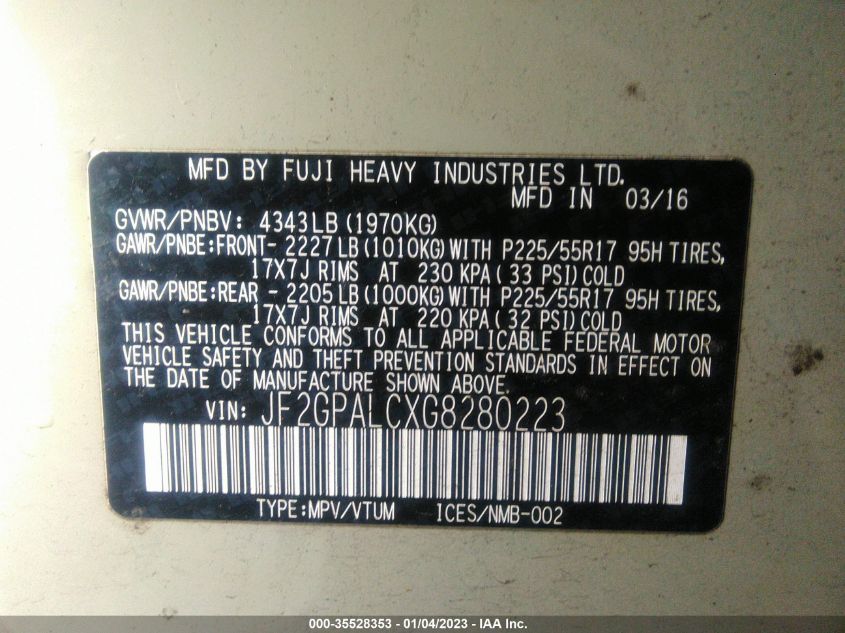 MFD BY FUJI HEAVY INDUSTRIES LTD.
MFD IN 03/16
GVWR/PNBV: 4343LB (1970KG)
GAWR/PNBE:FRONT- 2227 LB (1010KG) WITH P225/55R17 95H TIRES,
17X7J RIMS AT 230 KPA ( 33 PSI) COLD
GAWR/PNBE:REAR - 2205 LB (1000KG) WITH P225/55R17 95H TIRES,
17X7J RIMS AT 220 KPA ( 32 PSI) COLD
THIS VEHICLE CONFORMS TO ALL APPLICABLE FEDERAL MOTOR
VEHICLE SAFETY AND THEFT PREVENTION STANDARDS IN EFFECT ON
THE DATE OF MANUFACTURE SHOWN ABOVE.
VIN: JF2GPALCXG8280223
TYPE:MPV/VTUM ICES/NMB-002
000-35528353 - 01/04/2023 - IAA Inc.